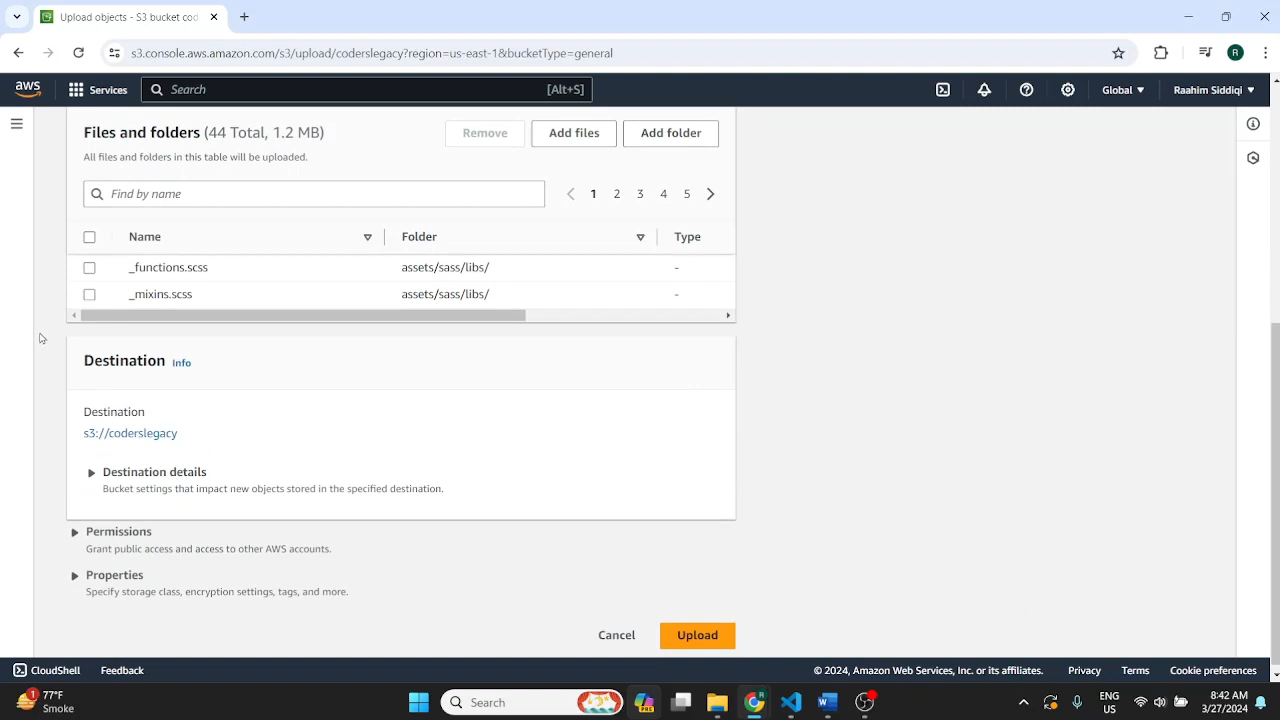 Upload objects - S3 bucket co
s3.console.aws.amazon.com/s3/upload/coderslegacy?region=us-east-1&bucketType=general
R
aws
Services
Search
[Alt+S]
Global
Raahim Siddiqi
Files and folders (44 Total, 1.2 MB)
Remove
Add files
Add folder
All files and folders in this table will be uploaded.
Find by name
1 2 3 4 5
Name Folder Type
_functions.scss assets/sass/libs/ -
_mixins.scss assets/sass/libs/ -
Destination Info
Destination
s3://coderslegacy
Destination details
Bucket settings that impact new objects stored in the specified destination.
Permissions
Grant public access and access to other AWS accounts.
Properties
Specify storage class, encryption settings, tags, and more.
Cancel
Upload
CloudShell
Feedback
© 2024, Amazon Web Services, Inc. or its affiliates.
Privacy
Terms
Cookie preferences
1
77°F
Smoke
Search
PRE
ENG
US
8:42 AM
3/27/2024